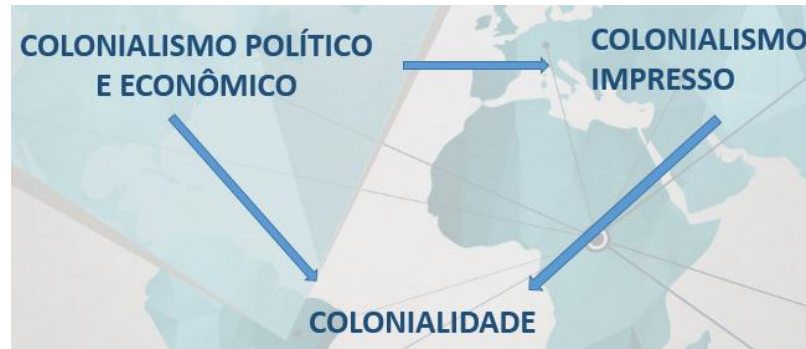 COLONIALISMO POLÍTICO
E ECONÔMICO
COLONIALISMO
IMPRESSO
COLONIALIDADE